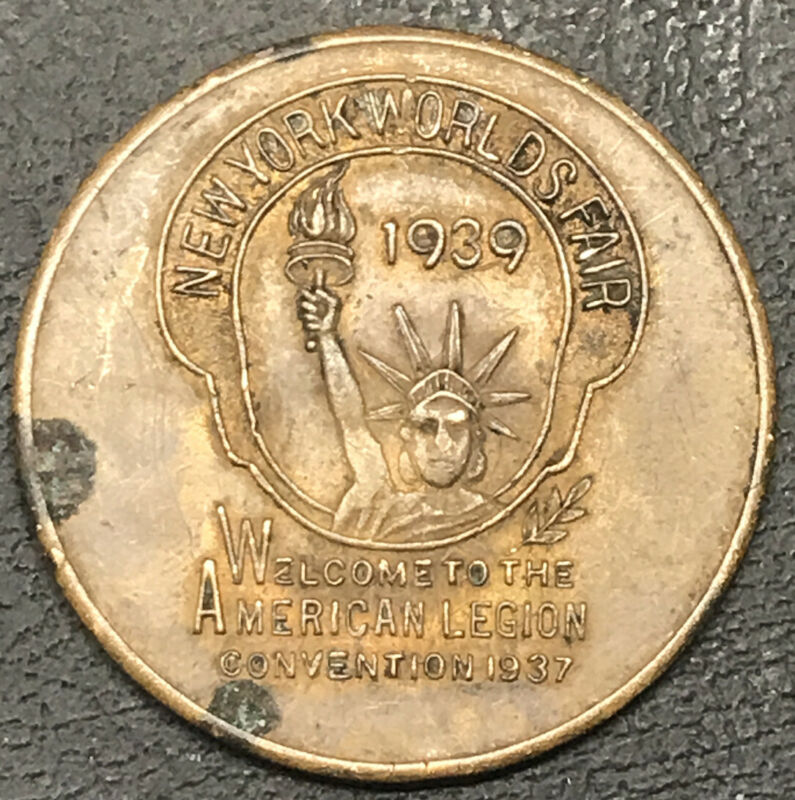 NEW YORK WORLDS FAIR
1939
WELCOME TO THE
AMERICAN LEGION
CONVENTION 1937